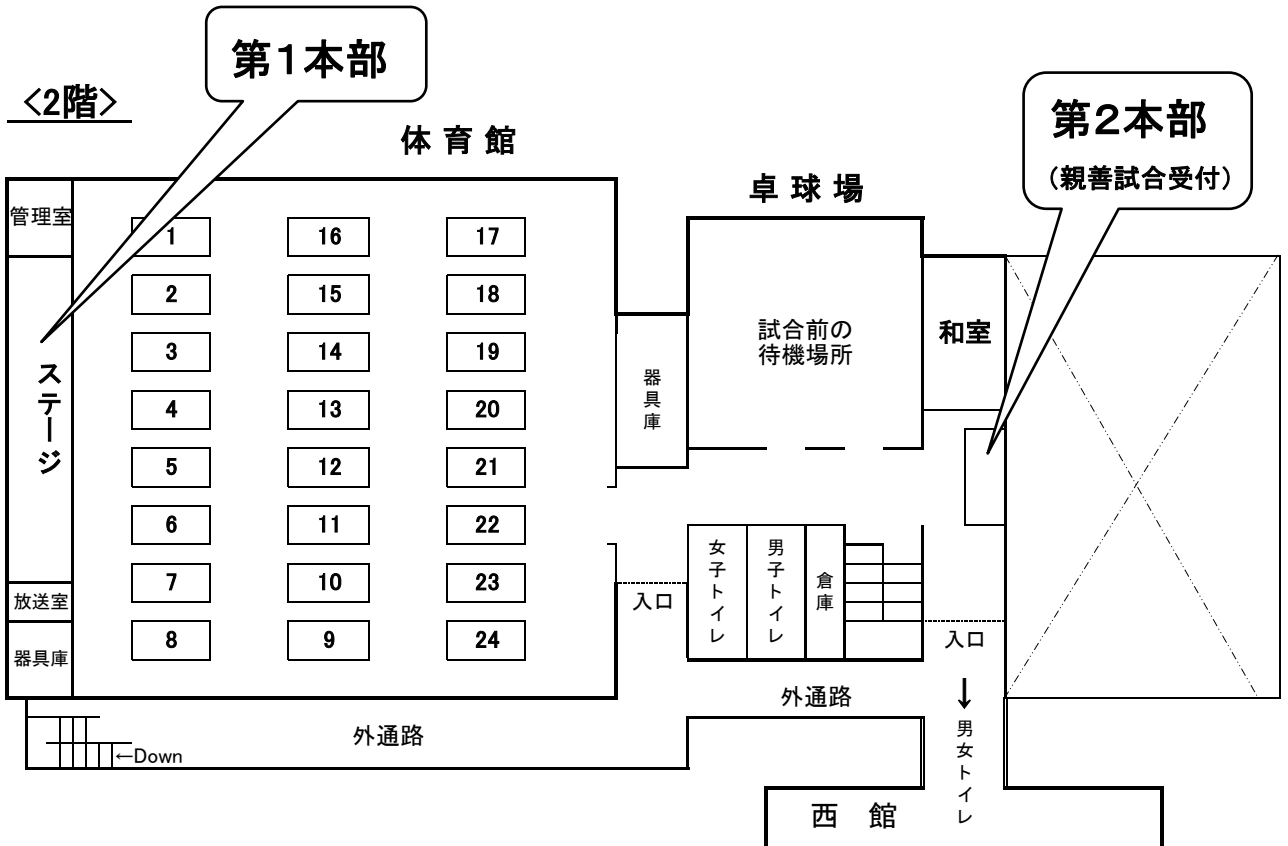 第1本部
<2階>
体育館
第2本部
(親善試合受付)
卓球場
管理室
1 16 17
2 15 18
3 14 19
4 13 20
5 12 21
6 11 22
7 10 23
8 9 24
ステージ
放送室
器具庫
器具庫
試合前の
待機場所
和室
入口
女子トイレ
男子トイレ
倉庫
入口
外通路
外通路
←Down
↓
男女トイレ
西 館